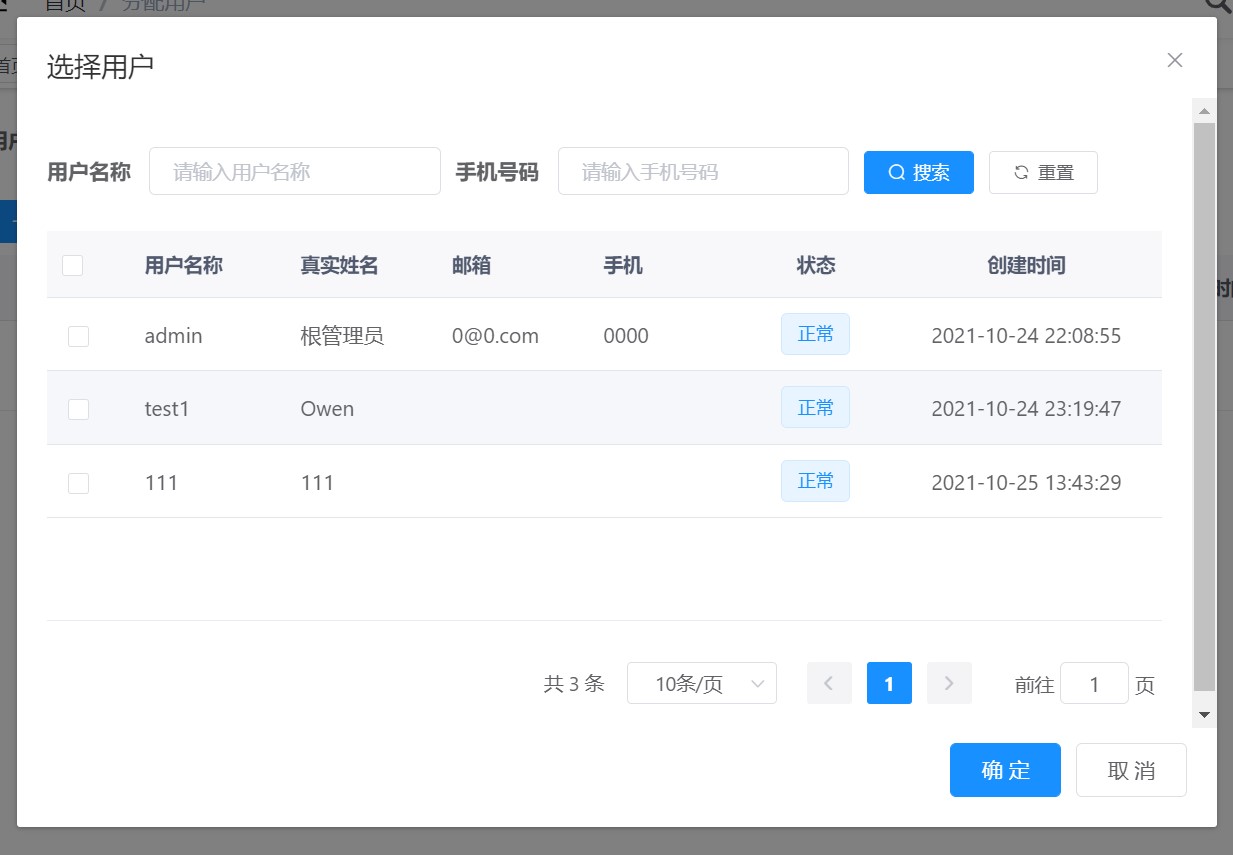 首页 / 分配用户
选择用户
用户名称 请输入用户名称 手机号码 请输入手机号码 搜索 重置
用户名称 真实姓名 邮箱 手机 状态 创建时间
admin 根管理员 0@0.com 0000 正常 2021-10-24 22:08:55
test1 Owen 正常 2021-10-24 23:19:47
111 111 正常 2021-10-25 13:43:29
共 3 条 10条/页 1 前往 1 页
确 定 取 消